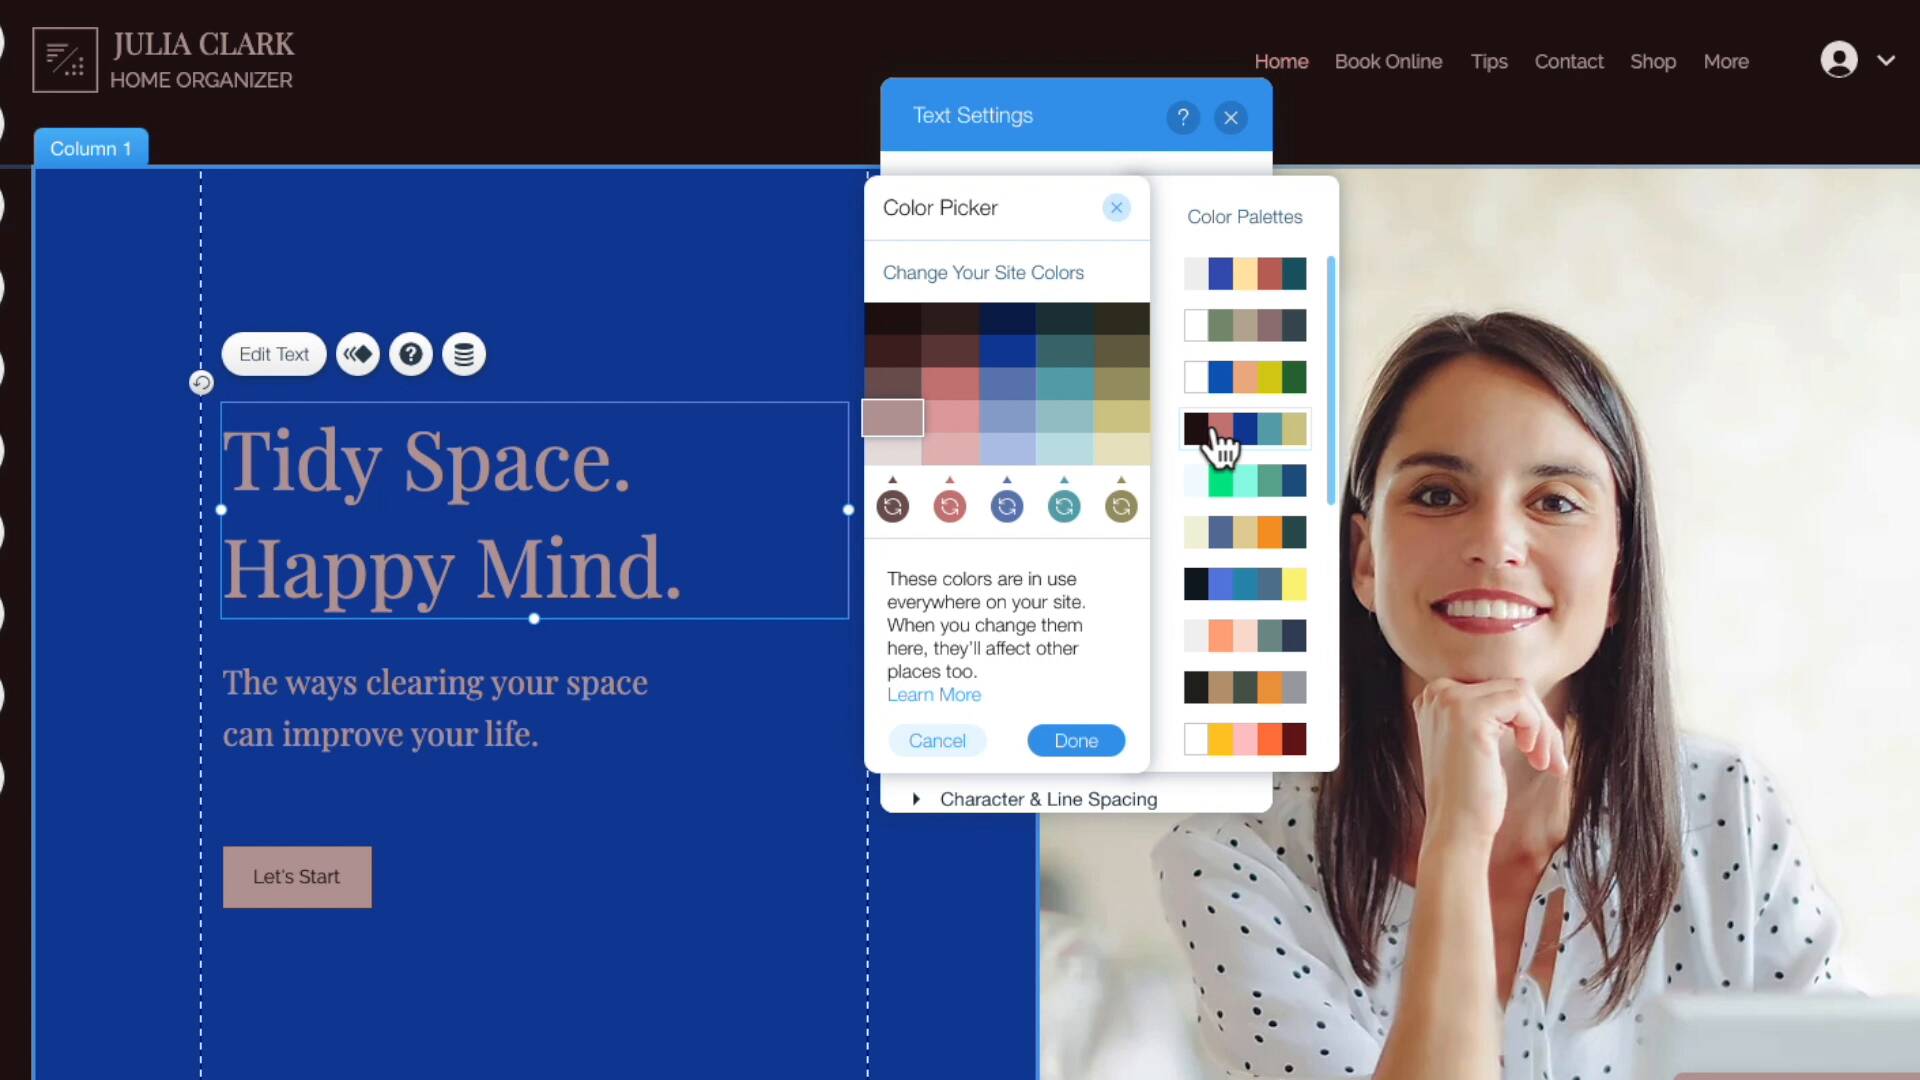 JULIA CLARK
HOME ORGANIZER
Home Book Online Tips Contact Shop More
Text Settings
?
Column 1
Color Picker
Color Palettes
Change Your Site Colors
Edit Text
?
Tidy Space.
Happy Mind.
These colors are in use
everywhere on your site.
When you change them
here, they'll affect other
places too.
Learn More
The ways clearing your space
can improve your life.
Cancel
Done
Character & Line Spacing
Let's Start